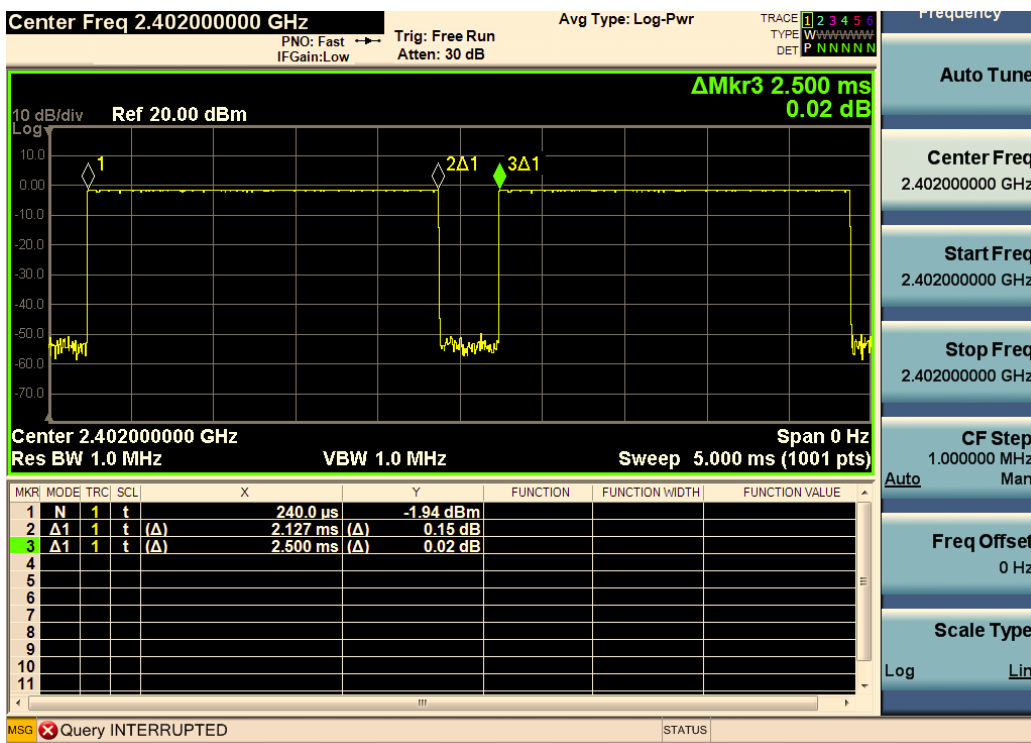 Center Freq 2.402000000 GHz
PNO: Fast
IFGain:Low
Trig: Free Run
Atten: 30 dB
Avg Type: Log-Pwr
TRACE 1 2 3 4 5 6
TYPE WWWWWWW
DET P N N N N N
Frequency
ΔMkr3 2.500 ms
0.02 dB
10 dB/div Ref 20.00 dBm
Log
10.0
0.00
-10.0
-20.0
-30.0
-40.0
-50.0
-60.0
-70.0
1
2Δ1
3Δ1
Center 2.402000000 GHz Span 0 Hz
Res BW 1.0 MHz VBW 1.0 MHz Sweep 5.000 ms (1001 pts)
MKR MODE TRC SCL X Y FUNCTION FUNCTION WIDTH FUNCTION VALUE
1 N 1 t 240.0 µs -1.94 dBm
2 Δ1 1 t (Δ) 2.127 ms (Δ) 0.15 dB
3 Δ1 1 t (Δ) 2.500 ms (Δ) 0.02 dB
4
5
6
7
8
9
10
11
MSG Query INTERRUPTED STATUS
Auto Tune
Center Freq
2.402000000 GHz
Start Freq
2.402000000 GHz
Stop Freq
2.402000000 GHz
CF Step
1.000000 MHz
Auto Man
Freq Offset
0 Hz
Scale Type
Log Lin